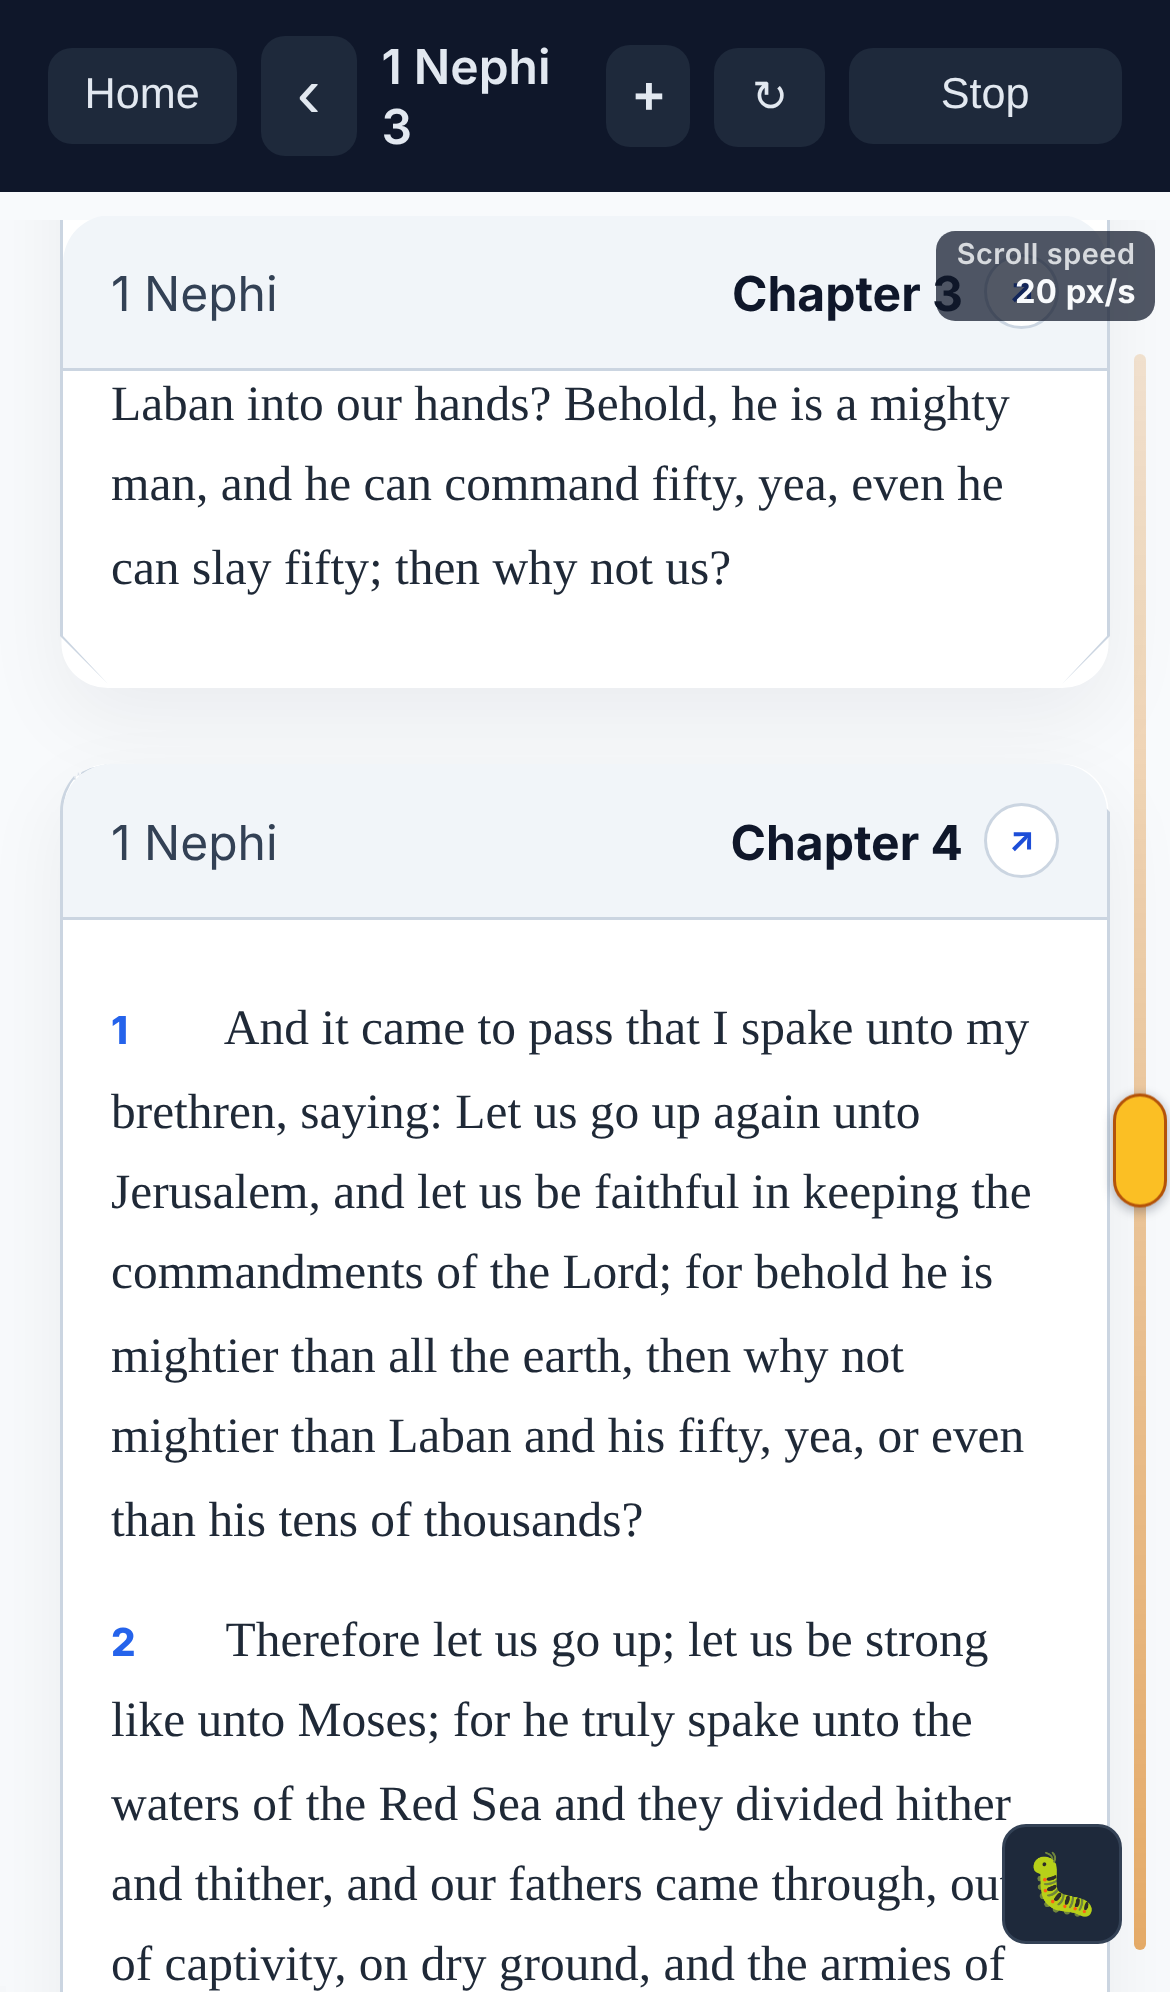 Home ‹ 1 Nephi 3 + ↻ Stop
Scroll speed
20 px/s
1 Nephi Chapter 3
Laban into our hands? Behold, he is a mighty
man, and he can command fifty, yea, even he
can slay fifty; then why not us?
1 Nephi Chapter 4
1 And it came to pass that I spake unto my
brethren, saying: Let us go up again unto
Jerusalem, and let us be faithful in keeping the
commandments of the Lord; for behold he is
mightier than all the earth, then why not
mightier than Laban and his fifty, yea, or even
than his tens of thousands?
2 Therefore let us go up; let us be strong
like unto Moses; for he truly spake unto the
waters of the Red Sea and they divided hither
and thither, and our fathers came through, out
of captivity, on dry ground, and the armies of